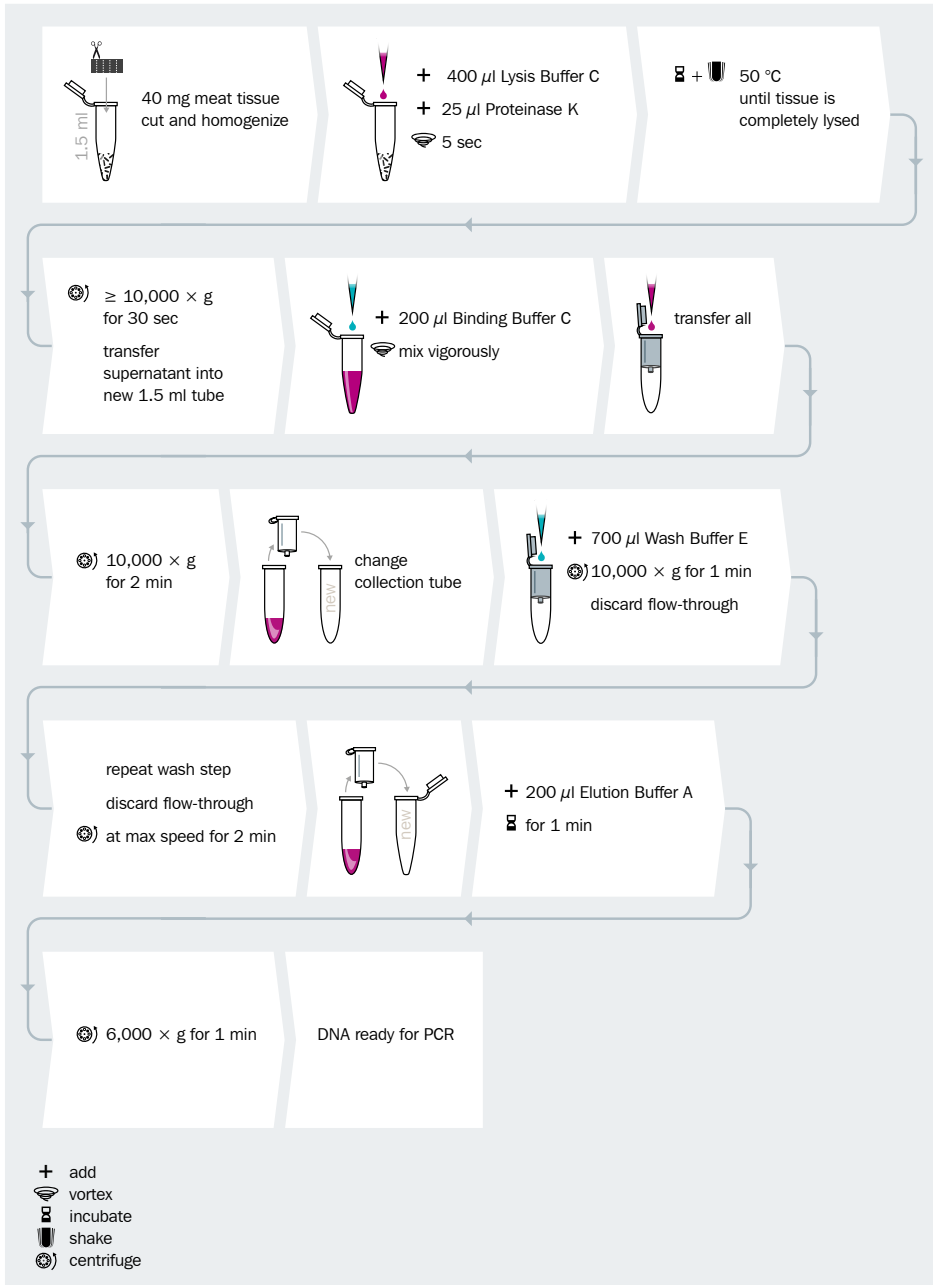 1.5 ml
40 mg meat tissue
cut and homogenize
+ 400 µl Lysis Buffer C
+ 25 µl Proteinase K
5 sec
+ 50 °C
until tissue is
completely lysed
≥ 10,000 × g
for 30 sec
transfer
supernatant into
new 1.5 ml tube
+ 200 µl Binding Buffer C
mix vigorously
transfer all
10,000 × g
for 2 min
new
change
collection tube
+ 700 µl Wash Buffer E
10,000 × g for 1 min
discard flow-through
repeat wash step
discard flow-through
at max speed for 2 min
new
+ 200 µl Elution Buffer A
for 1 min
6,000 × g for 1 min
DNA ready for PCR
+ add
vortex
incubate
shake
centrifuge